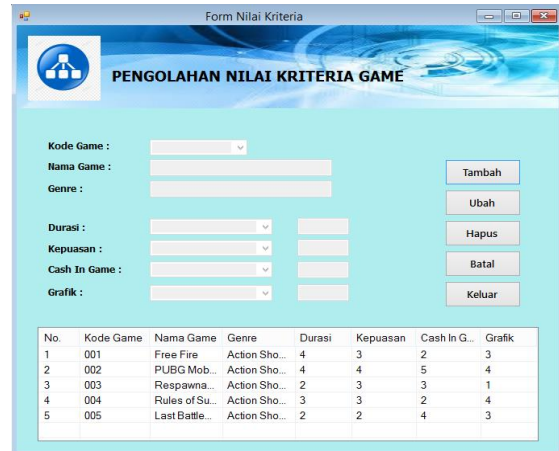 Form Nilai Kriteria
PENGOLAHAN NILAI KRITERIA GAME
Kode Game :
Nama Game :
Genre :
Durasi :
Kepuasan :
Cash In Game :
Grafik :
Tambah
Ubah
Hapus
Batal
Keluar
No. Kode Game Nama Game Genre Durasi Kepuasan Cash In G... Grafik
1 001 Free Fire Action Sho... 4 3 2 3
2 002 PUBG Mob... Action Sho... 4 4 5 4
3 003 Respawna... Action Sho... 2 3 3 1
4 004 Rules of Su... Action Sho... 3 3 2 4
5 005 Last Battle... Action Sho... 2 2 4 3